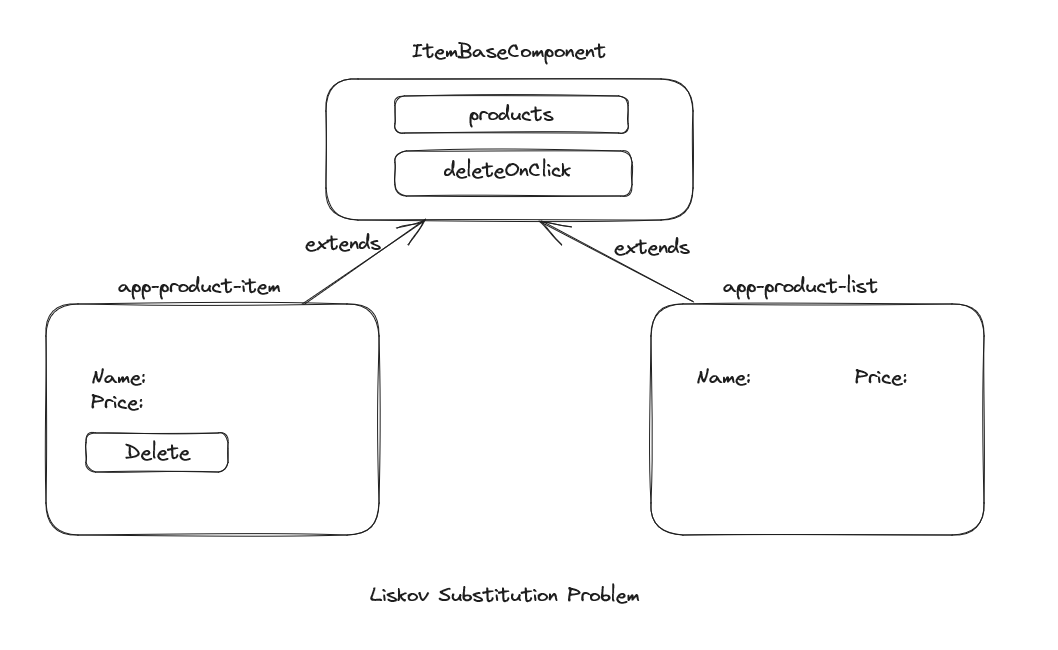 ItemBaseComponent
products
deleteOnClick
extends
extends
app-product-item
app-product-list
Name:
Price:
Delete
Name:
Price:
Liskov Substitution Problem